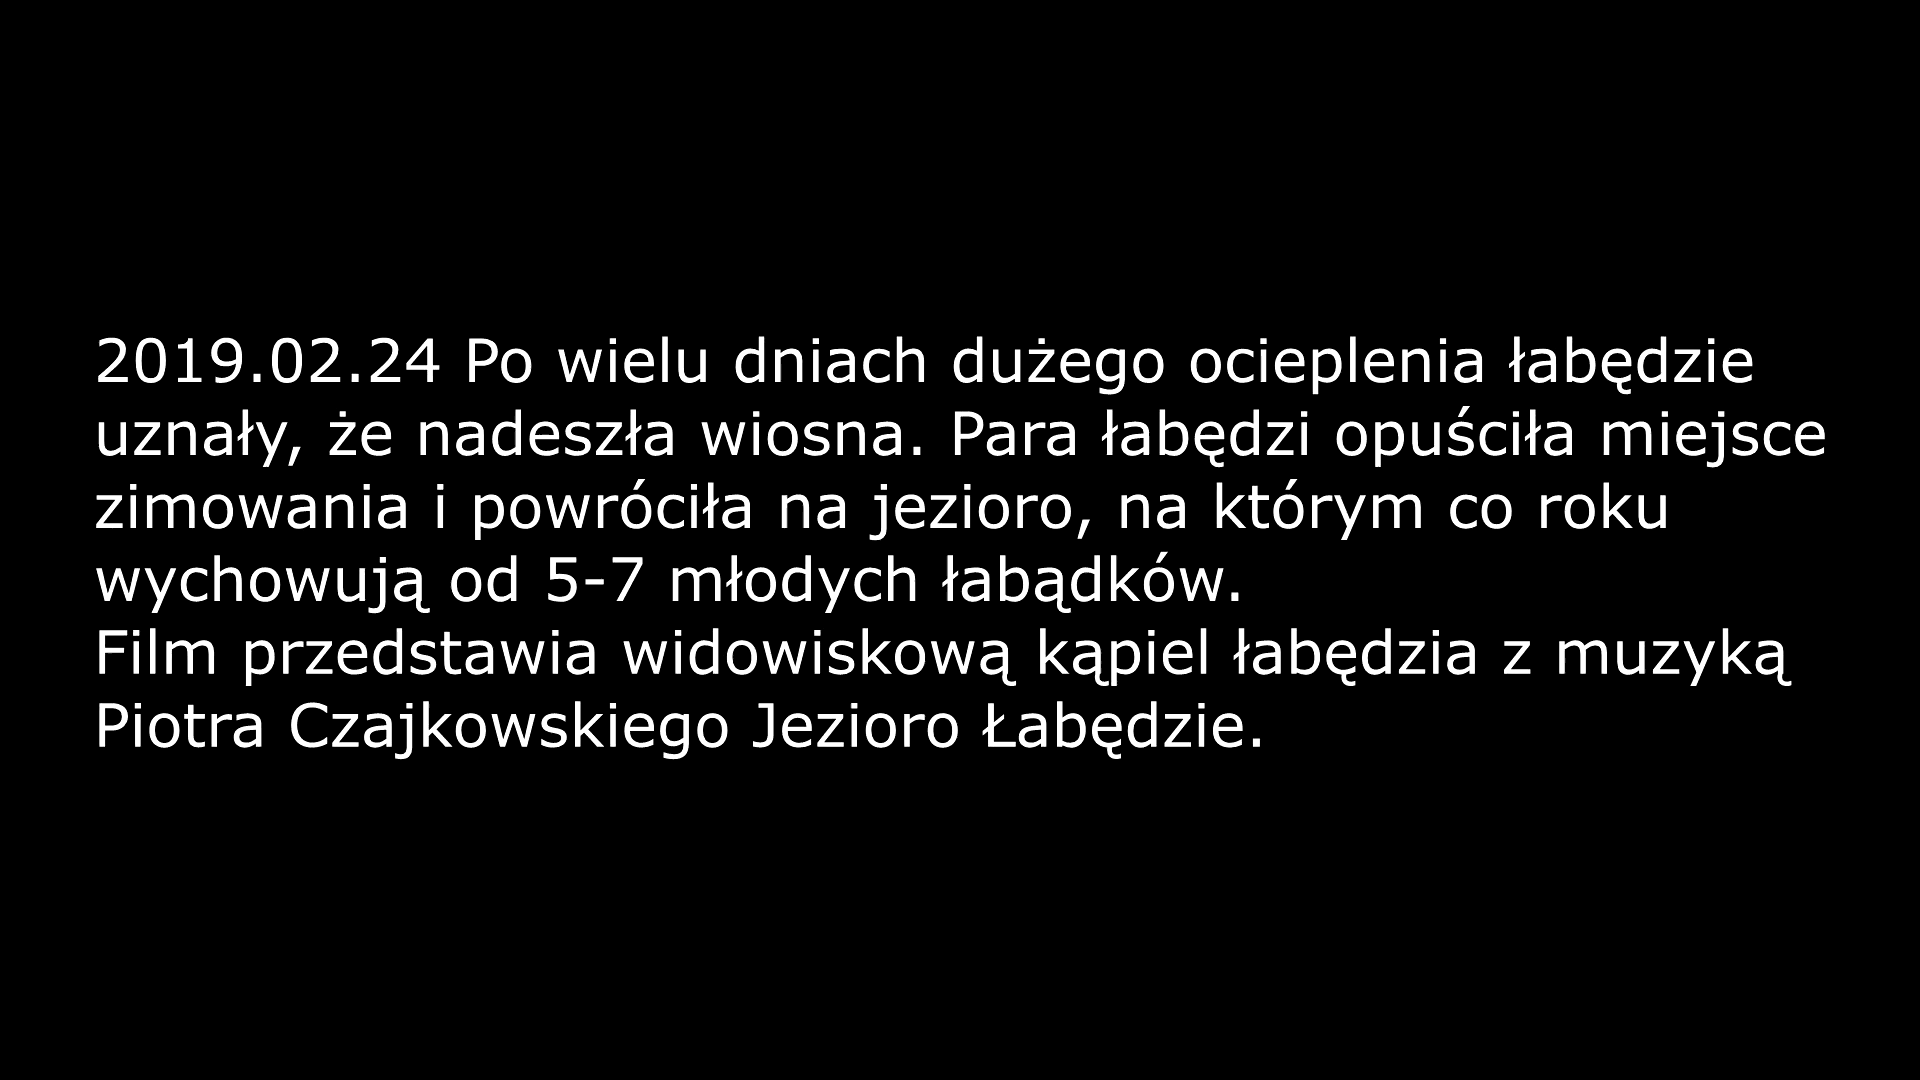 2019.02.24 Po wielu dniach dużego ocieplenia łabędzie
uznały, że nadeszła wiosna. Para łabędzi opuściła miejsce
zimowania i powróciła na jezioro, na którym co roku
wychowują od 5-7 młodych łabądków.
Film przedstawia widowiskową kąpiel łabędzia z muzyką
Piotra Czajkowskiego Jezioro Łabędzie.